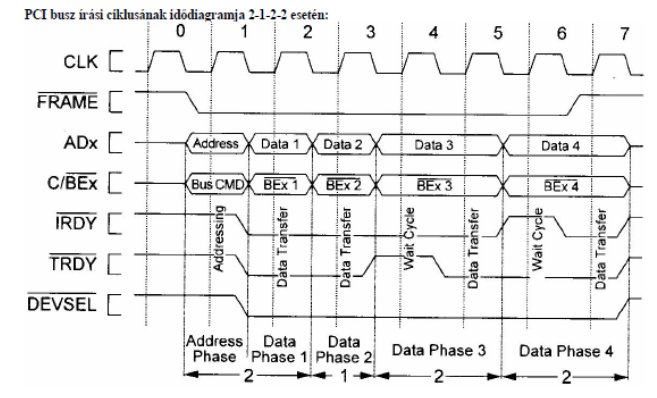 PCI busz írási ciklusának idődiagramja 2-1-2-2 esetén:
0 1 2 3 4 5 6 7
CLK
FRAME
ADx Address Data 1 Data 2 Data 3 Data 4
C/BEx Bus CMD BEx 1 BEx 2 BEx 3 BEx 4
IRDY
TRDY
DEVSEL
Addressing
Data Transfer
Data Transfer
Wait Cycle
Data Transfer
Wait Cycle
Data Transfer
Address Data Data Data Phase 3 Data Phase 4
Phase Phase 1 Phase 2
2 1 2 2